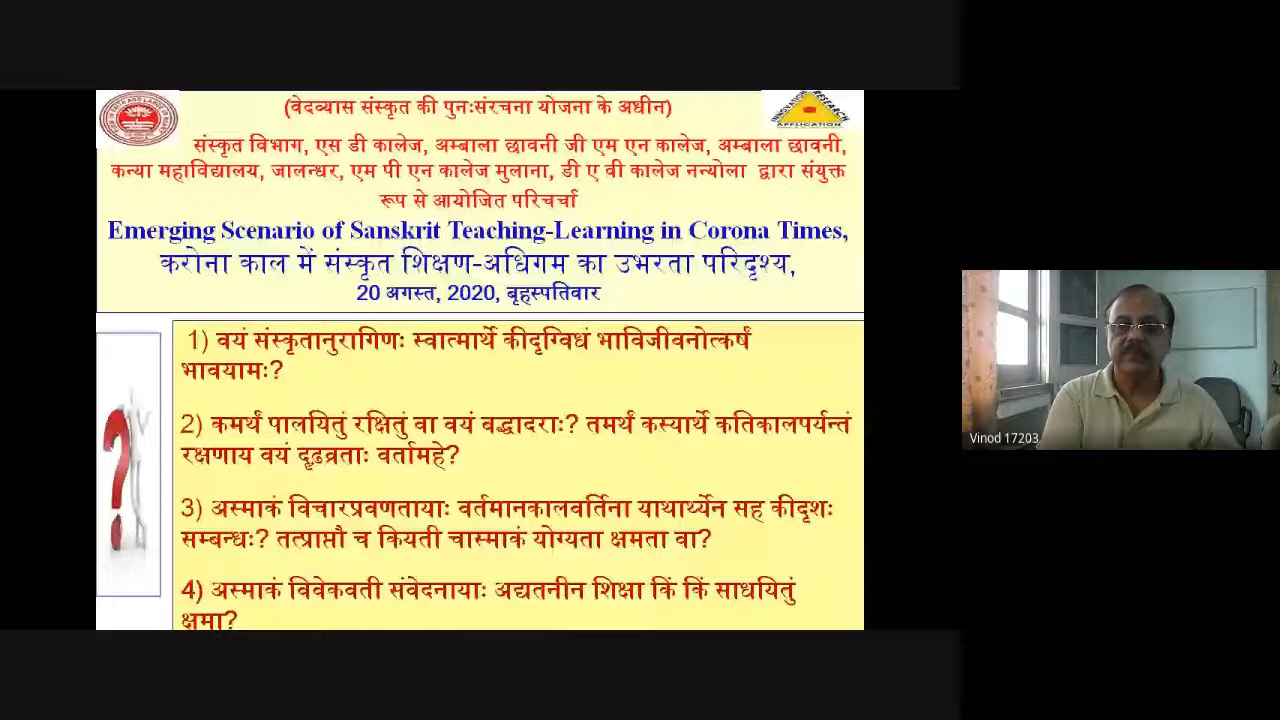 (वेदव्यास संस्कृत की पुनःसंरचना योजना के अधीन)
संस्कृत विभाग, एस डी कालेज, अम्बाला छावनी जी एम एन कालेज, अम्बाला छावनी,
कन्या महाविद्यालय, जालन्धर, एम पी एन कालेज मुलाना, डी ए वी कालेज नन्योला द्वारा संयुक्त
रूप से आयोजित परिचर्चा
Emerging Scenario of Sanskrit Teaching-Learning in Corona Times,
करोना काल में संस्कृत शिक्षण-अधिगम का उभरता परिदृश्य,
20 अगस्त, 2020, बृहस्पतिवार
1) वयं संस्कृतानुरागिणः स्वात्मार्थे कीदृग्विधं भाविजीवनोत्कर्षं
भावयामः?
2) कमर्थं पालयितुं रक्षितुं वा वयं बद्धादराः? तमर्थं कस्यार्थे कतिकालपर्यन्तं
रक्षणाय वयं दृढव्रताः वर्तामहे?
3) अस्माकं विचारप्रवणतायाः वर्तमानकालवर्तिना याथार्थ्येन सह कीदृशः
सम्बन्धः? तत्प्राप्तौ च कियती चास्माकं योग्यता क्षमता वा?
4) अस्माकं विवेकवती संवेदनायाः अद्यतनीन शिक्षा किं किं साधयितुं
क्षमा?
INNOVATION RESEARCH
APPLICATION
Vinod 17203